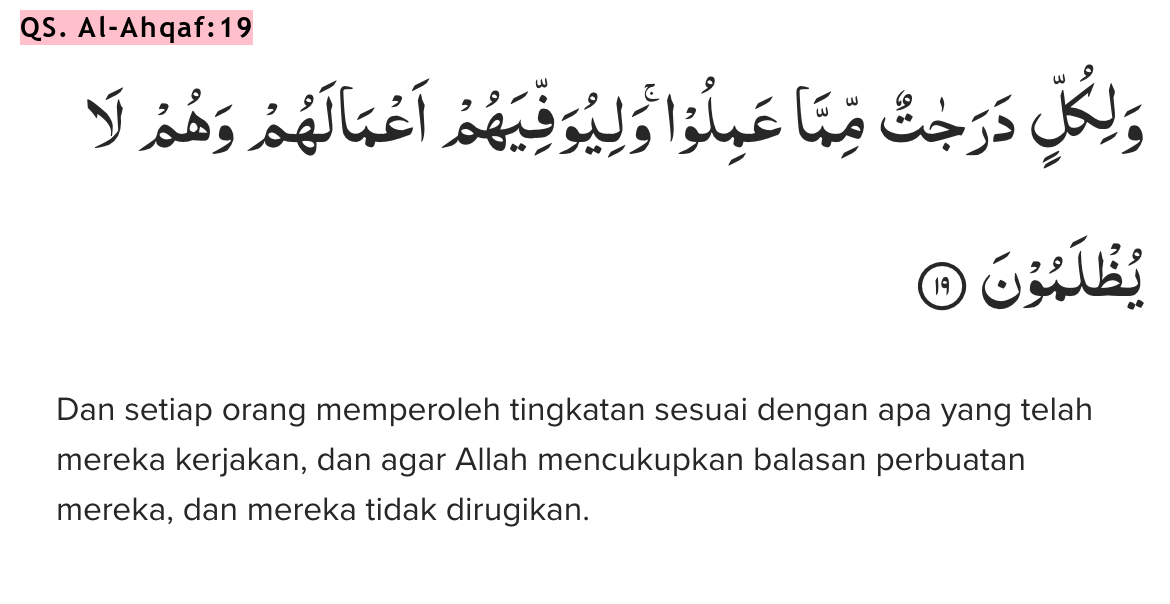 QS. Al-Ahqaf:19
وَلِكُلٍّ دَرَجٰتٌ مِّمَّا عَمِلُوْاۚ وَلِيُوَفِّيَهُمْ اَعْمَالَهُمْ وَهُمْ لَا
يُظْلَمُوْنَ ١٩
Dan setiap orang memperoleh tingkatan sesuai dengan apa yang telah
mereka kerjakan, dan agar Allah mencukupkan balasan perbuatan
mereka, dan mereka tidak dirugikan.